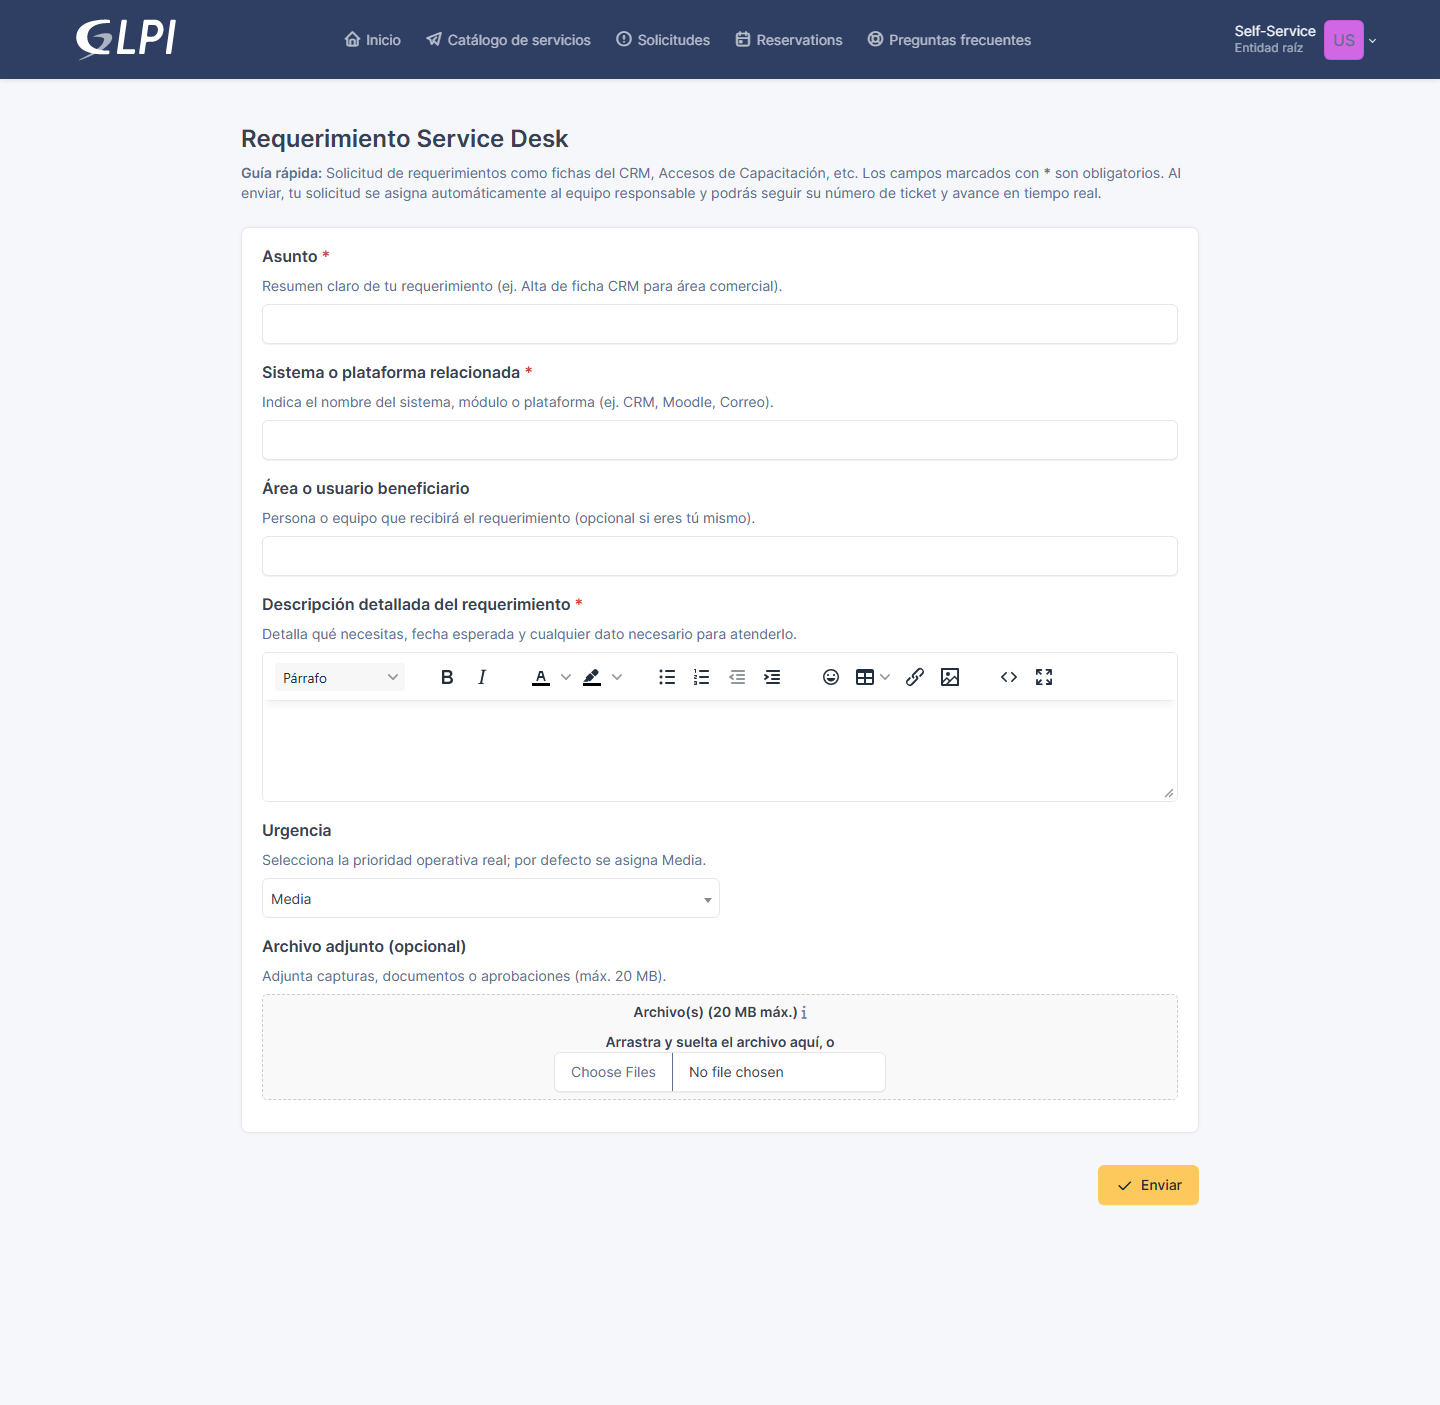 GLPI
Inicio
Catálogo de servicios
Solicitudes
Reservations
Preguntas frecuentes
Self-Service
Entidad raíz
US
Requerimiento Service Desk
Guía rápida: Solicitud de requerimientos como fichas del CRM, Accesos de Capacitación, etc. Los campos marcados con * son obligatorios. Al
enviar, tu solicitud se asigna automáticamente al equipo responsable y podrás seguir su número de ticket y avance en tiempo real.
Asunto *
Resumen claro de tu requerimiento (ej. Alta de ficha CRM para área comercial).
Sistema o plataforma relacionada *
Indica el nombre del sistema, módulo o plataforma (ej. CRM, Moodle, Correo).
Área o usuario beneficiario
Persona o equipo que recibirá el requerimiento (opcional si eres tú mismo).
Descripción detallada del requerimiento *
Detalla qué necesitas, fecha esperada y cualquier dato necesario para atenderlo.
Párrafo
Urgencia
Selecciona la prioridad operativa real; por defecto se asigna Media.
Media
Archivo adjunto (opcional)
Adjunta capturas, documentos o aprobaciones (máx. 20 MB).
Archivo(s) (20 MB máx.)
Arrastra y suelta el archivo aquí, o
Choose Files No file chosen
Enviar